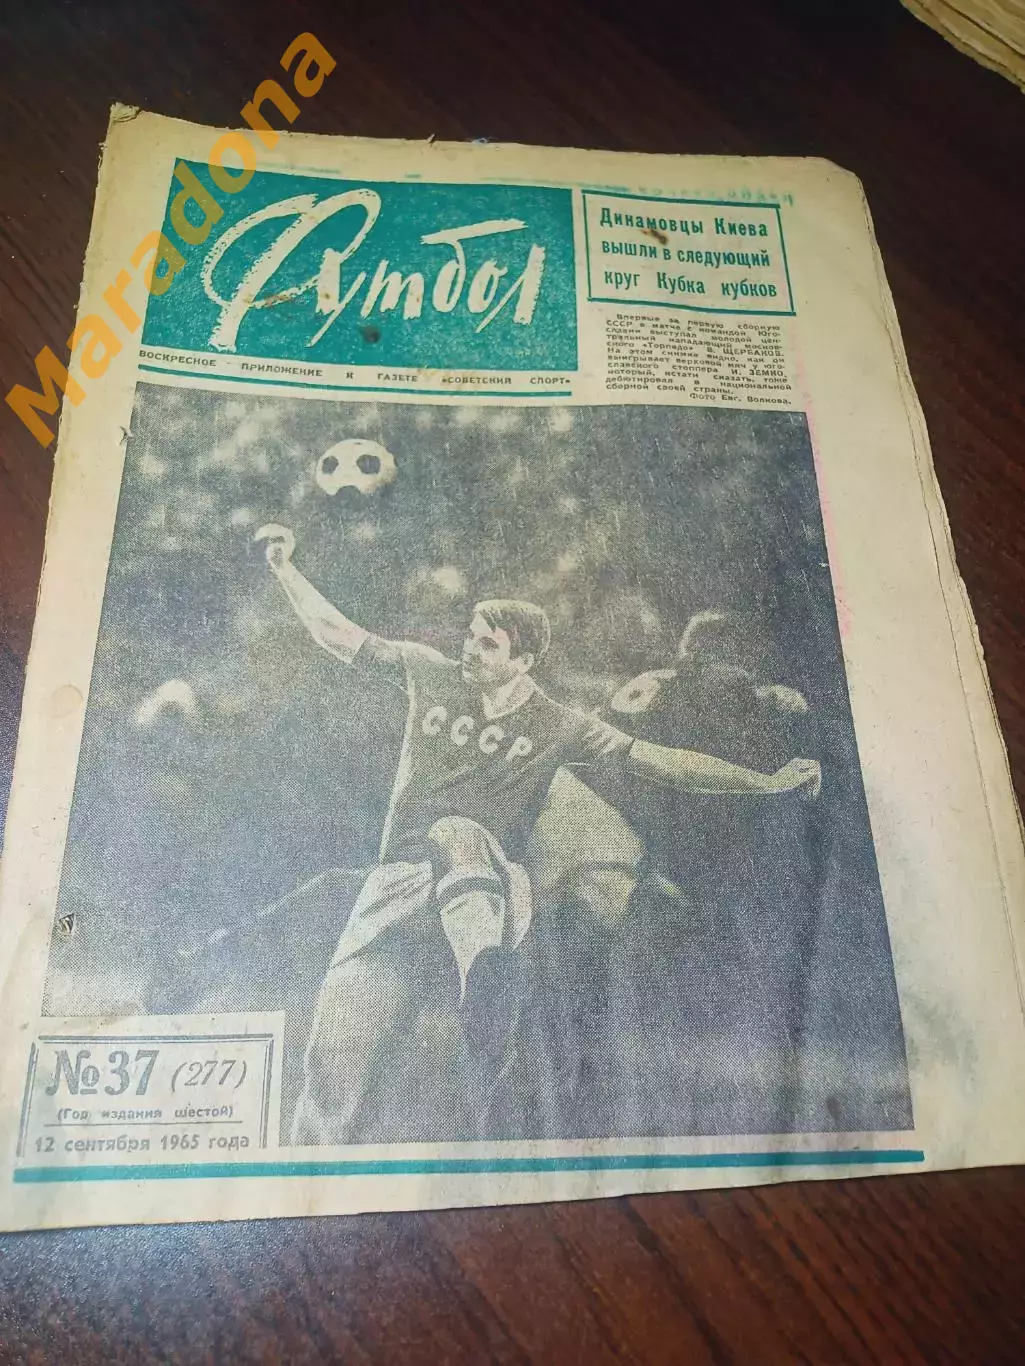 Maradona
Футбол
ВОСКРЕСНОЕ - ПРИЛОЖЕНИЕ К ГАЗЕТЕ «СОВЕТСКИЙ СПОРТ»
Динамовцы Киева
вышли в следующий
круг Кубка кубков
Впервые за первую сборную
СССР в матче с командой Юго-
славии выступал молодой цен-
тральный нападающий москов-
ского «Торпедо» В. ЩЕРБАКОВ.
На этом снимке видно, как он
выигрывает верховой мяч у юго-
славского стоппера И. ЗЕМКО,
который, кстати сказать, тоже
дебютировал в национальной
сборной своей страны.
Фото Евг. Волкова.
СССР
№ 37 (277)
(Год издания шестой)
12 сентября 1965 года